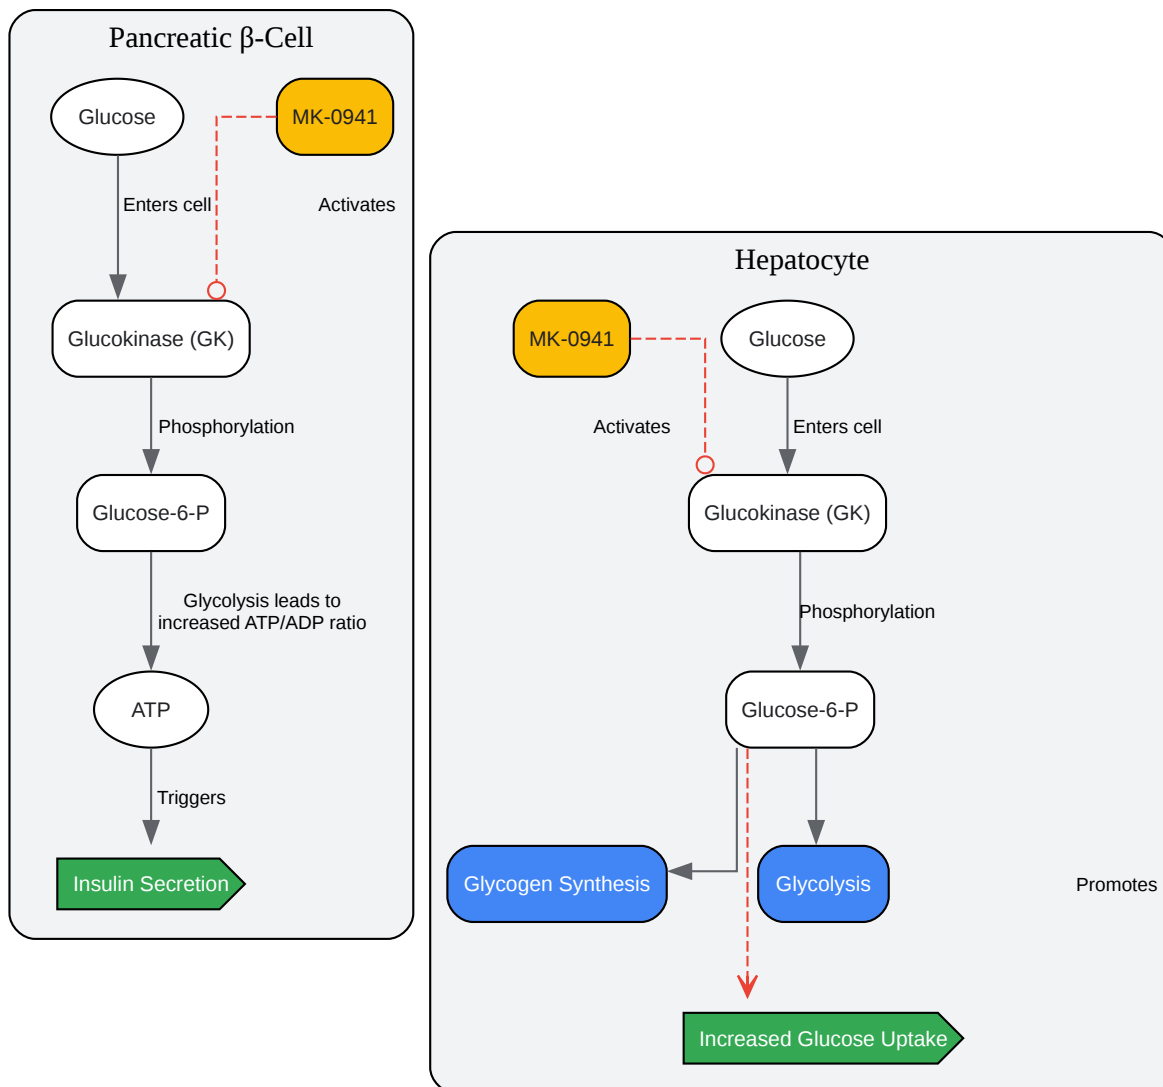 Pancreatic β-Cell
Glucose
MK-0941
Enters cell
Activates
Glucokinase (GK)
Phosphorylation
Glucose-6-P
Glycolysis leads to
increased ATP/ADP ratio
ATP
Triggers
Insulin Secretion
Hepatocyte
MK-0941
Glucose
Activates
Enters cell
Glucokinase (GK)
Phosphorylation
Glucose-6-P
Glycogen Synthesis
Glycolysis
Promotes
Increased Glucose Uptake